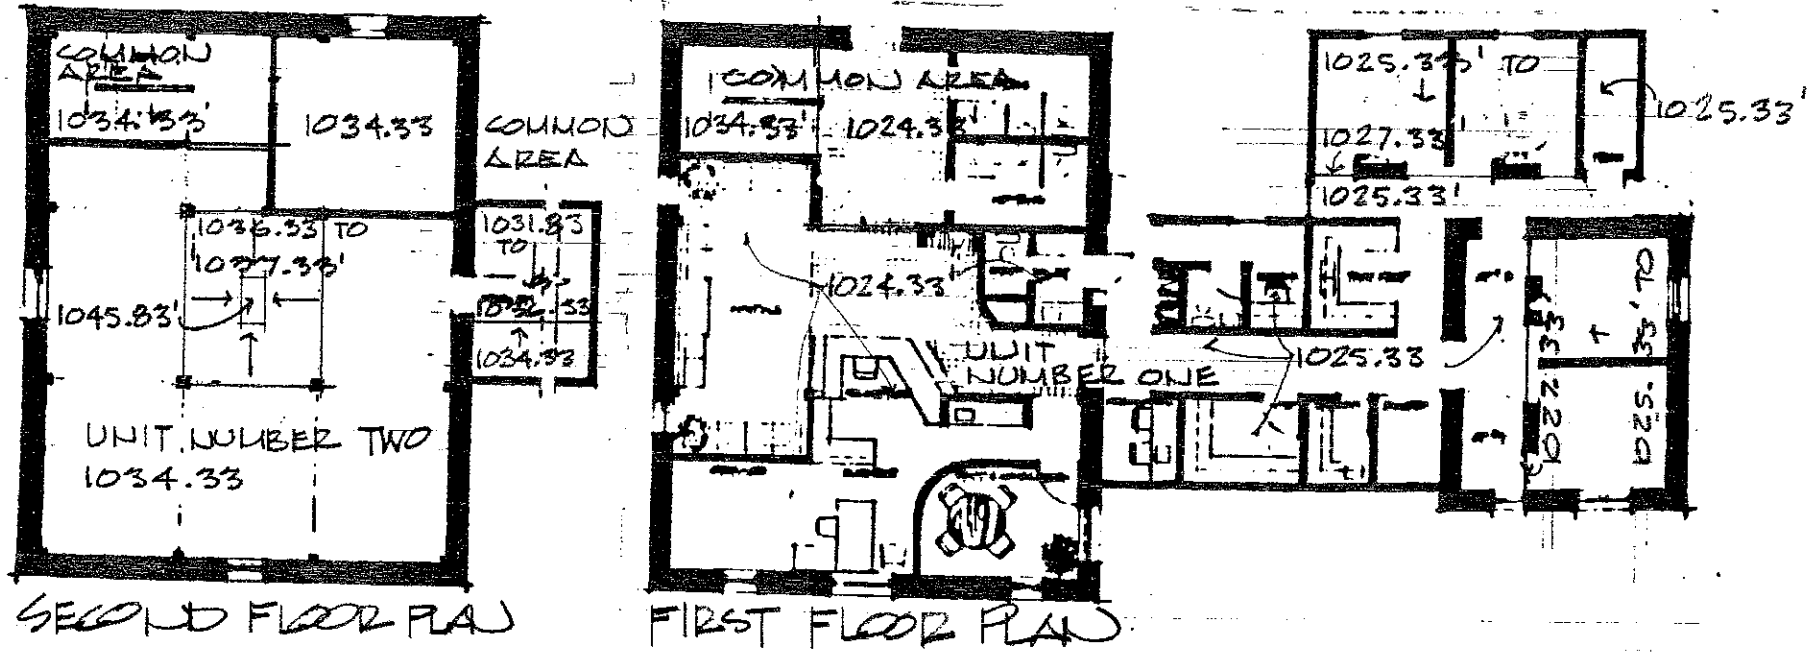 COMMON
AREA
1034.33'
1034.33
COMMON
AREA
1036.33 TO
1037.33'
1045.83'
1031.83
TO
1032.33
1034.33
UNIT NUMBER TWO
1034.33
SECOND FLOOR PLAN
COMMON AREA
1034.33'
1024.33'
1024.33'
UNIT
NUMBER ONE
1025.33' TO
1027.33'
1025.33'
1025.33'
1025.33
1022.33' TO
1025.33'
FIRST FLOOR PLAN